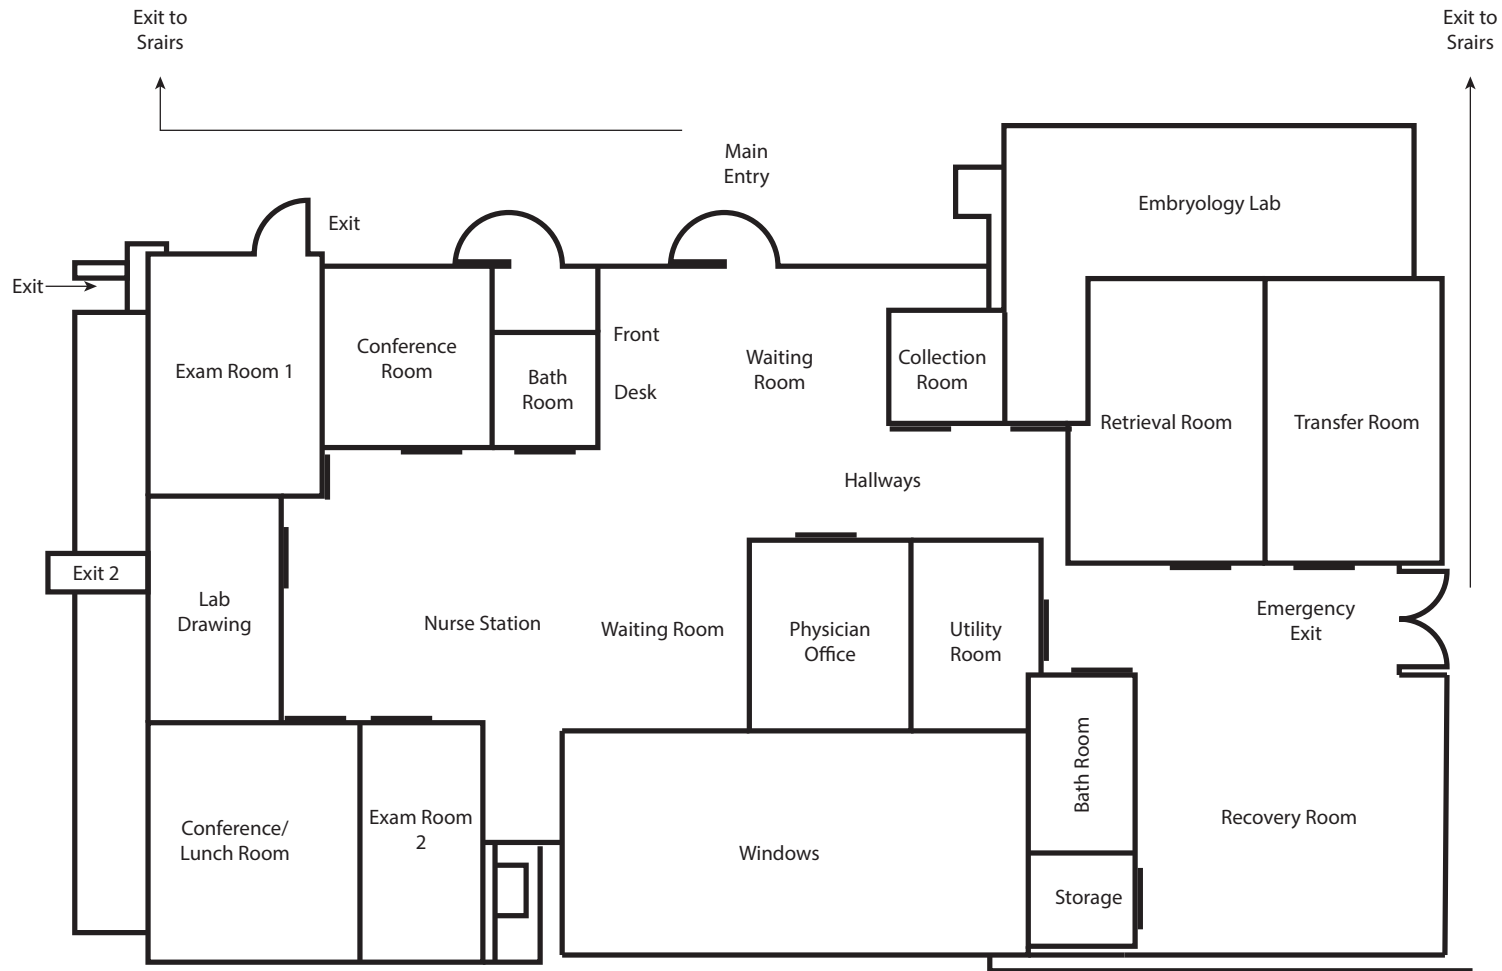 Exit to
Srairs
Exit to
Srairs
Main
Entry
Embryology Lab
Exit
Exit
Front
Desk
Conference
Room
Waiting
Room
Collection
Room
Exam Room 1
Bath
Room
Retrieval Room
Transfer Room
Hallways
Exit 2
Lab
Drawing
Nurse Station
Waiting Room
Physician
Office
Utility
Room
Emergency
Exit
Bath Room
Conference/
Lunch Room
Exam Room
2
Windows
Recovery Room
Storage